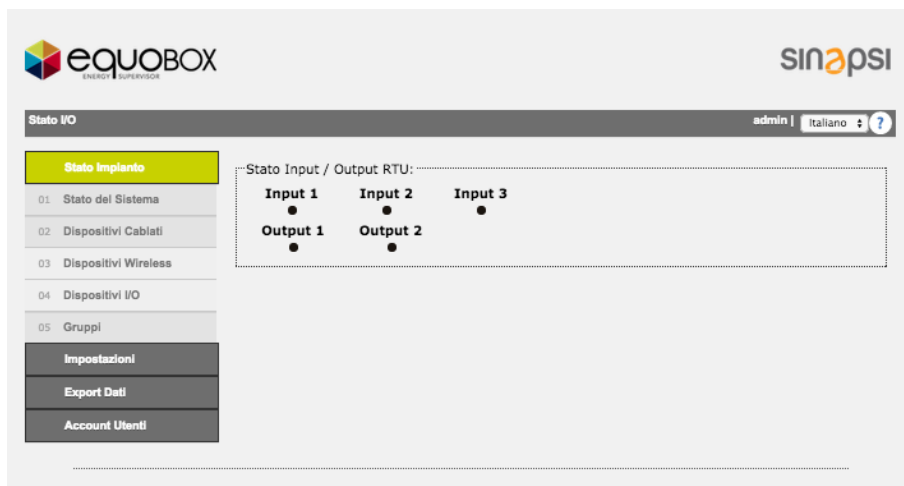 equoBOX
ENERGY SUPERVISOR
sinapsi
Stato I/O
admin |
Italiano
?
Stato Impianto
01 Stato del Sistema
02 Dispositivi Cablati
03 Dispositivi Wireless
04 Dispositivi I/O
05 Gruppi
Impostazioni
Export Dati
Account Utenti
Stato Input / Output RTU:
Input 1 Input 2 Input 3
Output 1 Output 2